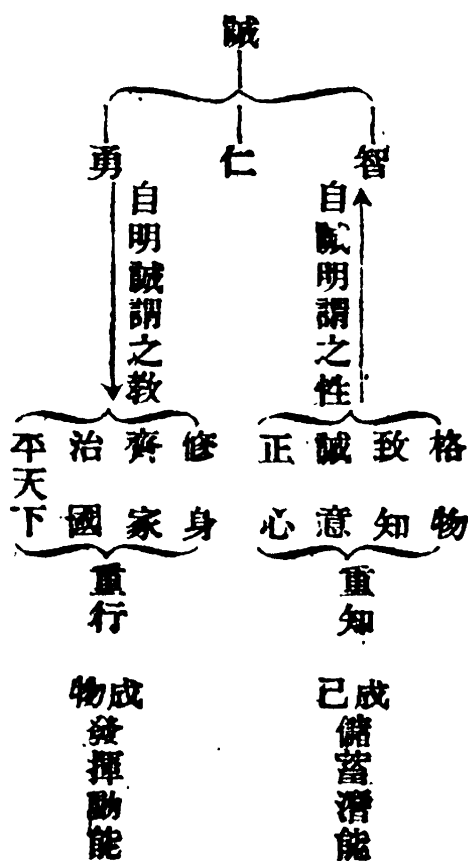 誠
智
仁
勇
自誠明謂之性
自明誠謂之教
格物
致知
誠意
正心
修身
齊家
治國
平天下
重知
重行
成己
儲蓄潛能
成物
發揮動能